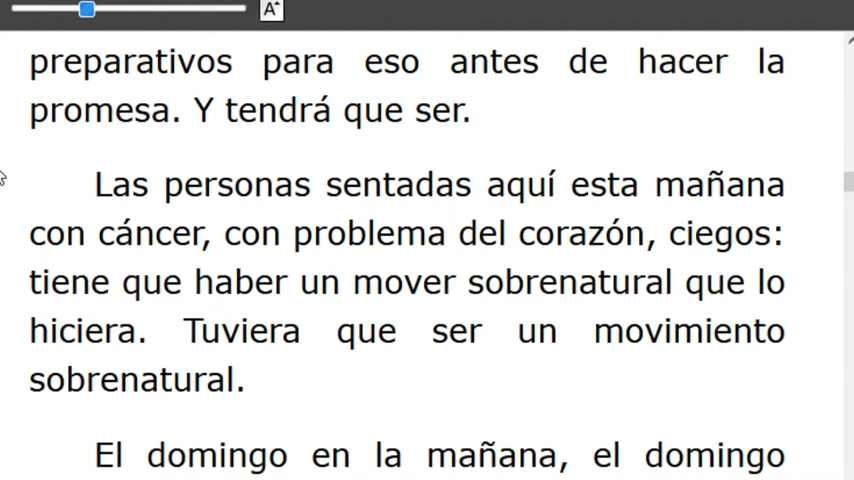 A
preparativos para eso antes de hacer la
promesa. Y tendrá que ser.
Las personas sentadas aquí esta mañana
con cáncer, con problema del corazón, ciegos:
tiene que haber un mover sobrenatural que lo
hiciera. Tuviera que ser un movimiento
sobrenatural.
El domingo en la mañana, el domingo